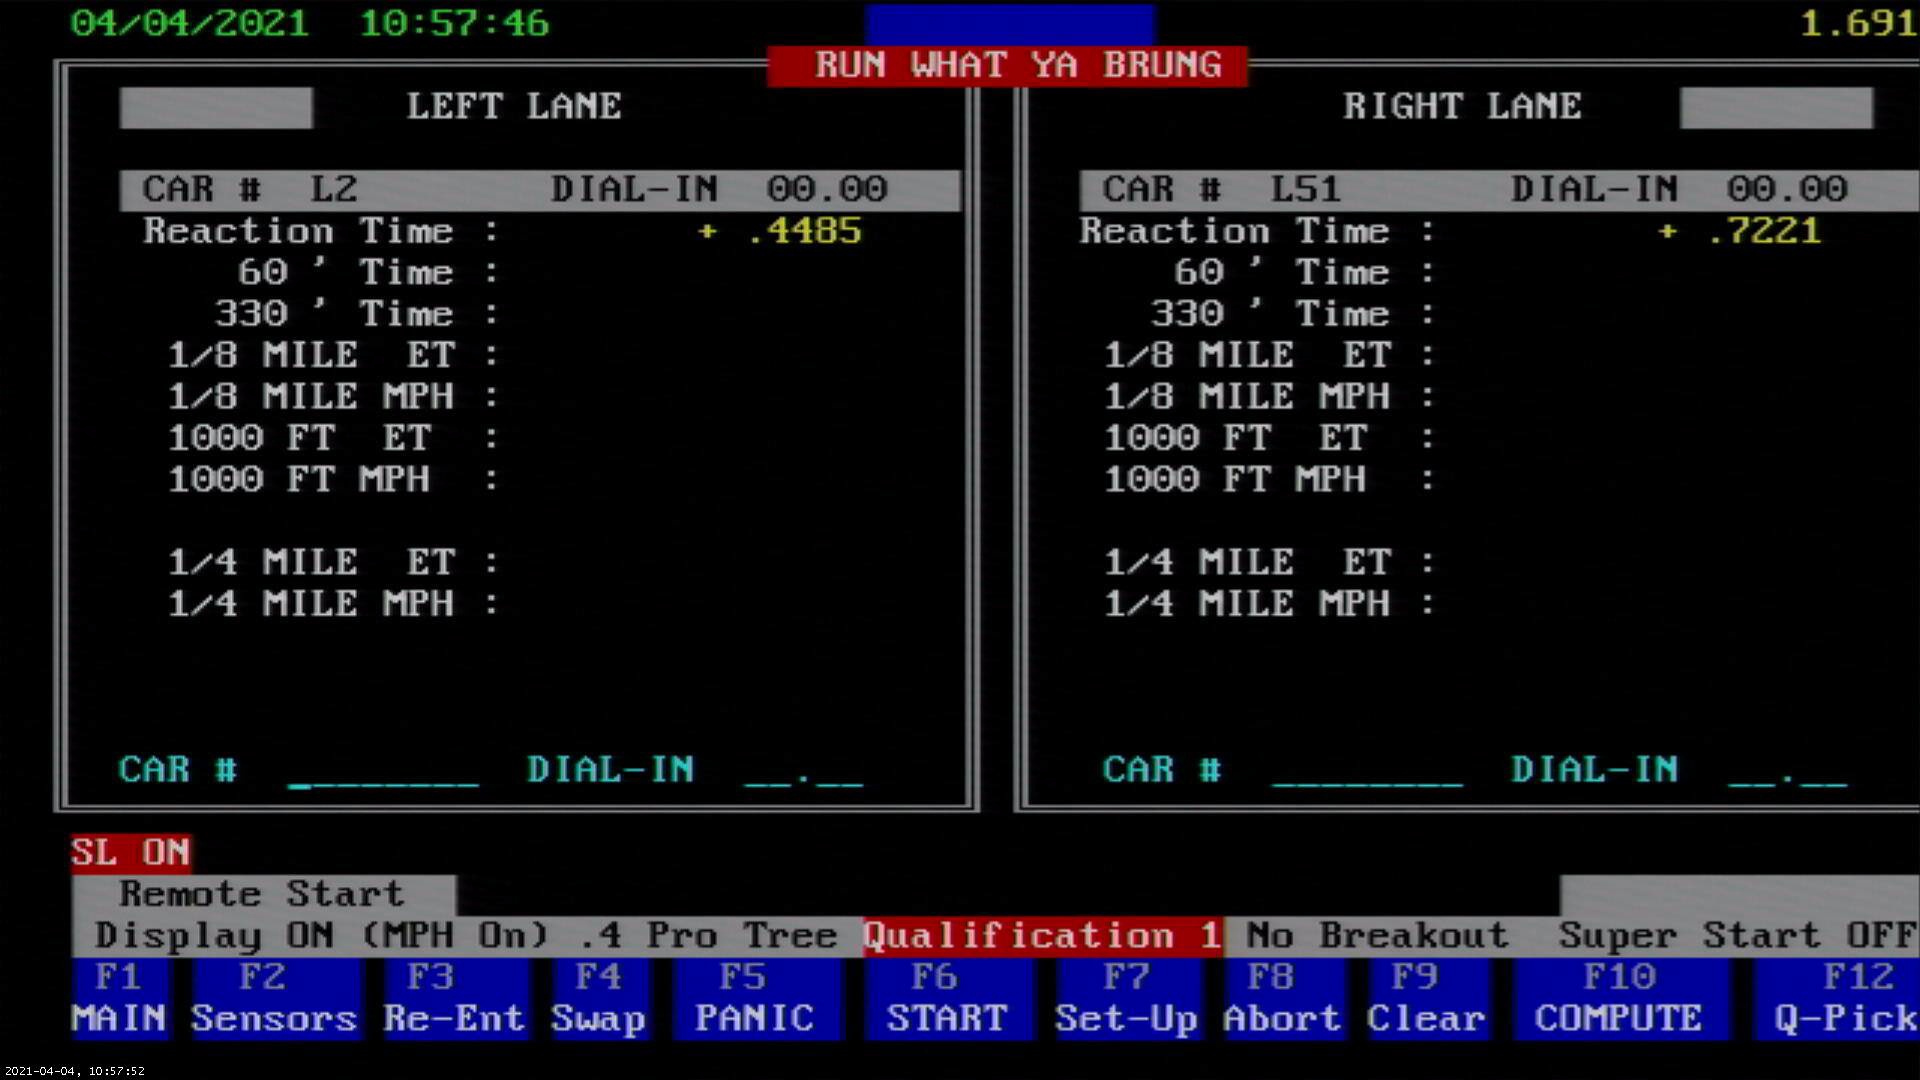 04/04/2021 10:57:46 1.691
RUN WHAT YA BRUNG
LEFT LANE
CAR # L2 DIAL-IN 00.00
Reaction Time : + .4485
60 ' Time :
330 ' Time :
1/8 MILE ET :
1/8 MILE MPH :
1000 FT ET :
1000 FT MPH :
1/4 MILE ET :
1/4 MILE MPH :
CAR # ________ DIAL-IN __.__
RIGHT LANE
CAR # L51 DIAL-IN 00.00
Reaction Time : + .7221
60 ' Time :
330 ' Time :
1/8 MILE ET :
1/8 MILE MPH :
1000 FT ET :
1000 FT MPH :
1/4 MILE ET :
1/4 MILE MPH :
CAR # ________ DIAL-IN __.__
SL ON
Remote Start
Display ON (MPH On) .4 Pro Tree Qualification 1 No Breakout Super Start OFF
F1 F2 F3 F4 F5 F6 F7 F8 F9 F10 F12
MAIN Sensors Re-Ent Swap PANIC START Set-Up Abort Clear COMPUTE Q-Pick
2021-04-04, 10:57:52